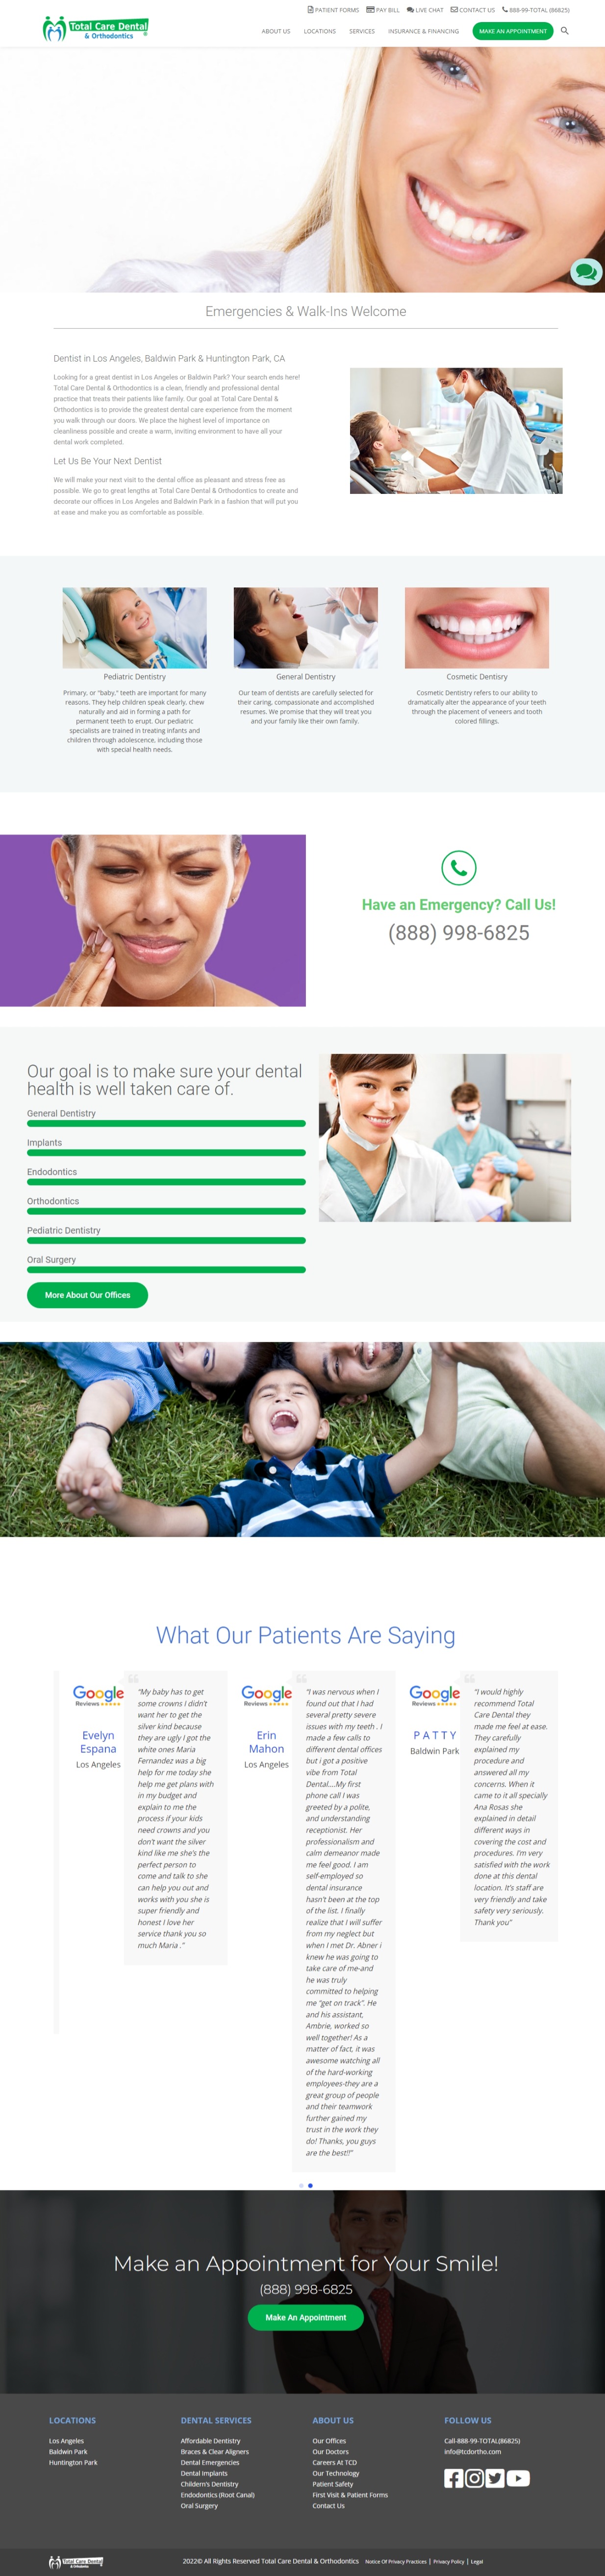 PATIENT FORMS PAY BILL LIVE CHAT CONTACT US 888-99-TOTAL (86825)
Total Care Dental
& Orthodontics
ABOUT US LOCATIONS SERVICES INSURANCE & FINANCING MAKE AN APPOINTMENT
Emergencies & Walk-Ins Welcome
Dentist in Los Angeles, Baldwin Park & Huntington Park, CA
Looking for a great dentist in Los Angeles or Baldwin Park? Your search ends here!
Total Care Dental & Orthodontics is a clean, friendly and professional dental
practice that treats their patients like family. Our goal at Total Care Dental &
Orthodontics is to provide the greatest dental care experience from the moment
you walk through our doors. We place the highest level of importance on
cleanliness possible and create a warm, inviting environment to have all your
dental work completed.
Let Us Be Your Next Dentist
We will make your next visit to the dental office as pleasant and stress free as
possible. We go to great lengths at Total Care Dental & Orthodontics to create and
decorate our offices in Los Angeles and Baldwin Park in a fashion that will put you
at ease and make you as comfortable as possible.
Pediatric Dentistry
Primary, or "baby," teeth are important for many
reasons. They help children speak clearly, chew
naturally and aid in forming a path for
permanent teeth to erupt. Our pediatric
specialists are trained in treating infants and
children through adolescence, including those
with special health needs.
General Dentistry
Our team of dentists are carefully selected for
their caring, compassionate and accomplished
resumes. We promise that they will treat you
and your family like their own family.
Cosmetic Dentisry
Cosmetic Dentistry refers to our ability to
dramatically alter the appearance of your teeth
through the placement of veneers and tooth
colored fillings.
Have an Emergency? Call Us!
(888) 998-6825
Our goal is to make sure your dental
health is well taken care of.
General Dentistry
Implants
Endodontics
Orthodontics
Pediatric Dentistry
Oral Surgery
More About Our Offices
What Our Patients Are Saying
Google
Reviews
Evelyn
Espana
Los Angeles
"My baby has to get
some crowns I didn't
want her to get the
silver kind because
they are ugly I got the
white ones Maria
Fernandez was a big
help for me today she
help me get plans with
in my budget and
explain to me the
process if your kids
need crowns and you
don't want the silver
kind like me she's the
perfect person to
come and talk to she
can help you out and
works with you she is
super friendly and
honest I love her
service thank you so
much Maria ."
Google
Reviews
Erin
Mahon
Los Angeles
"I was nervous when I
found out that I had
several pretty severe
issues with my teeth . I
made a few calls to
different dental offices
but i got a positive
vibe from Total
Dental....My first
phone call I was
greeted by a polite,
and understanding
receptionist. Her
professionalism and
calm demeanor made
me feel good. I am
self-employed so
dental insurance
hasn't been at the top
of the list. I finally
realize that I will suffer
from my neglect but
when I met Dr. Abner i
knew he was going to
take care of me-and
he was truly
committed to helping
me "get on track". He
and his assistant,
Ambrie, worked so
well together! As a
matter of fact, it was
awesome watching all
of the hard-working
employees-they are a
great group of people
and their teamwork
further gained my
trust in the work they
do! Thanks, you guys
are the best!!"
Google
Reviews
P A T T Y
Baldwin Park
"I would highly
recommend Total
Care Dental they
made me feel at ease.
They carefully
explained my
procedure and
answered all my
concerns. When it
came to it all specially
Ana Rosas she
explained in detail
different ways in
covering the cost and
procedures. I'm very
satisfied with the work
done at this dental
location. It's staff are
very friendly and take
safety very seriously.
Thank you"
Make an Appointment for Your Smile!
(888) 998-6825
Make An Appointment
LOCATIONS
Los Angeles
Baldwin Park
Huntington Park
DENTAL SERVICES
Affordable Dentistry
Braces & Clear Aligners
Dental Emergencies
Dental Implants
Childern's Dentistry
Endodontics (Root Canal)
Oral Surgery
ABOUT US
Our Offices
Our Doctors
Careers At TCD
Our Technology
Patient Safety
First Visit & Patient Forms
Contact Us
FOLLOW US
Call-888-99-TOTAL(86825)
info@tcdortho.com
Total Care Dental
& Orthodontics
2022© All Rights Reserved Total Care Dental & Orthodontics Notice Of Privacy Practices | Privacy Policy | Legal